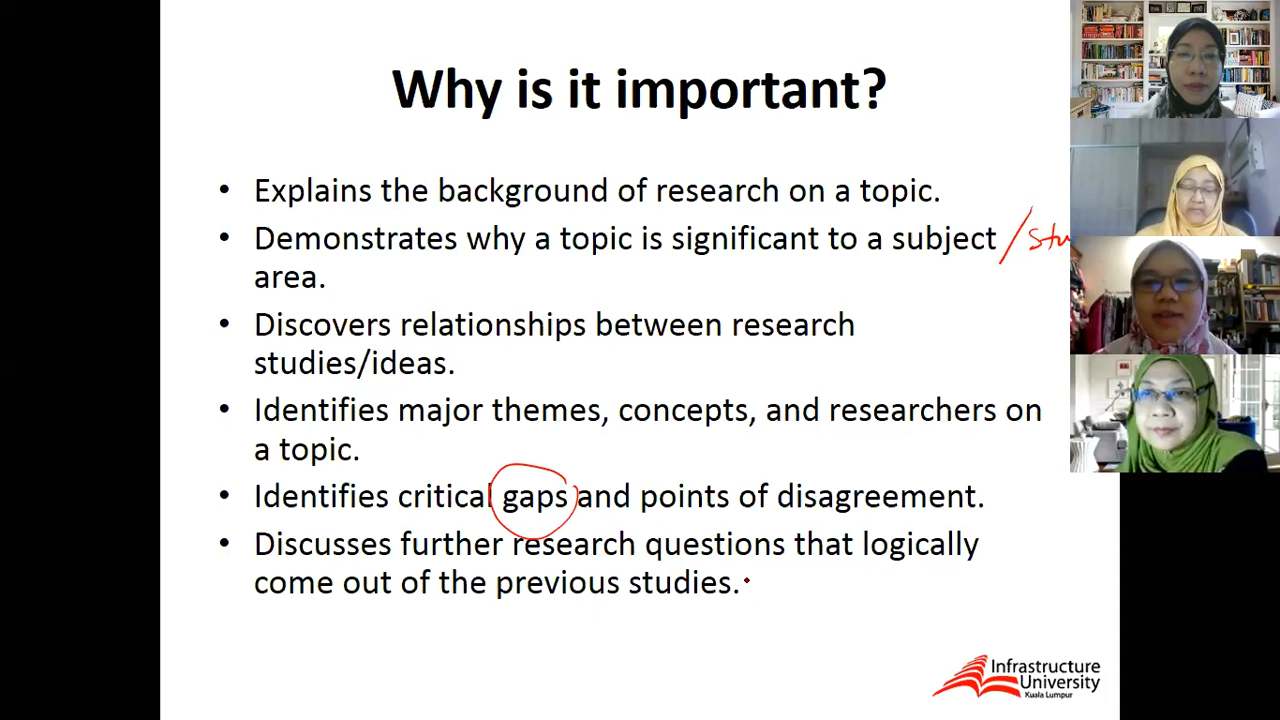 Why is it important?
• Explains the background of research on a topic.
• Demonstrates why a topic is significant to a subject /stu
area.
• Discovers relationships between research
studies/ideas.
• Identifies major themes, concepts, and researchers on
a topic.
• Identifies critical gaps and points of disagreement.
• Discusses further research questions that logically
come out of the previous studies.
Infrastructure
University
Kuala Lumpur